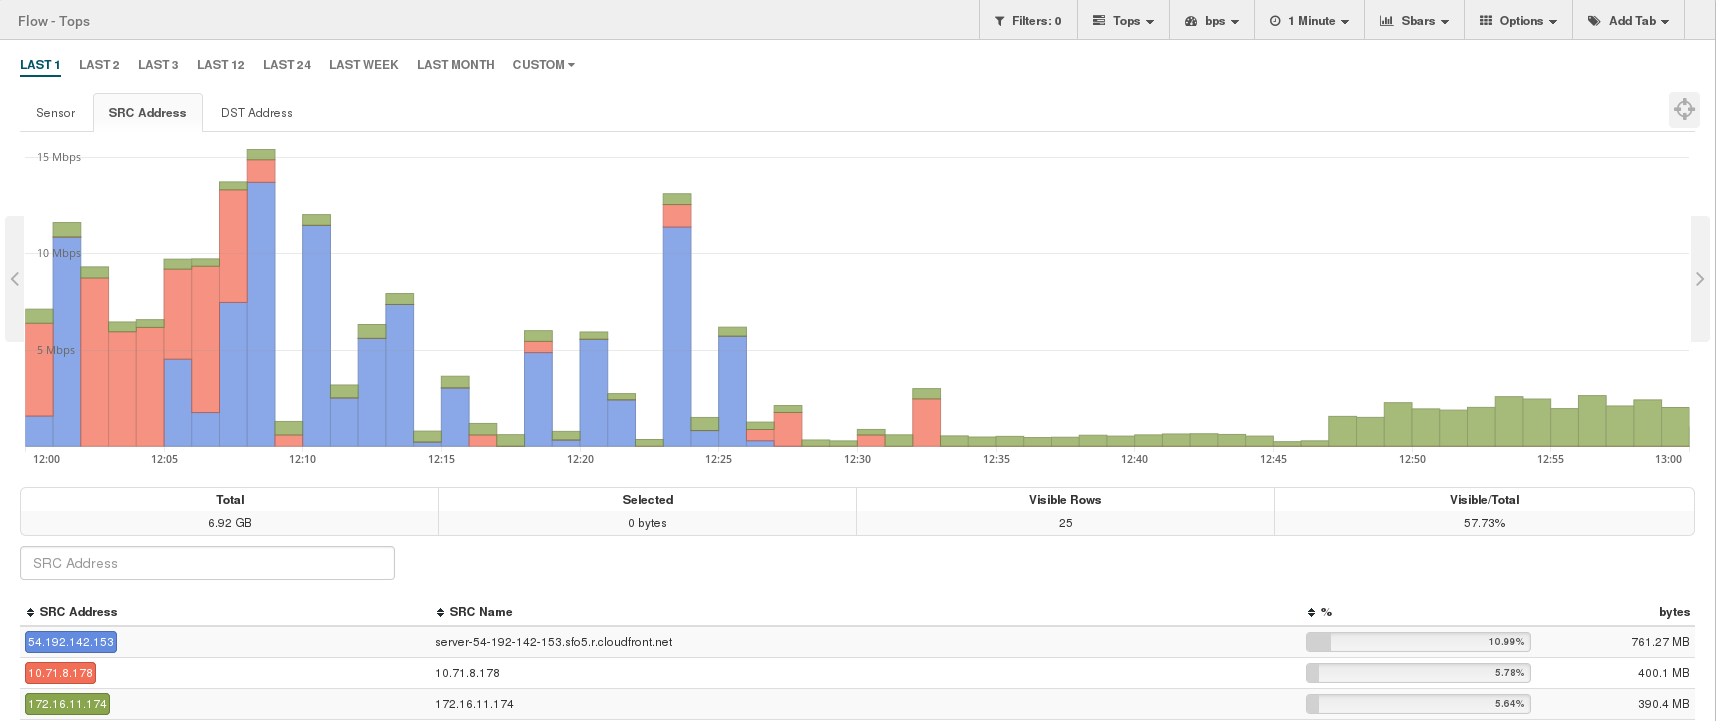 Flow - Tops
Filters: 0
Tops
bps
1 Minute
Sbars
Options
Add Tab
LAST 1 LAST 2 LAST 3 LAST 12 LAST 24 LAST WEEK LAST MONTH CUSTOM
Sensor SRC Address DST Address
15 Mbps
10 Mbps
5 Mbps
12:00 12:05 12:10 12:15 12:20 12:25 12:30 12:35 12:40 12:45 12:50 12:55 13:00
Total Selected Visible Rows Visible/Total
6.92 GB 0 bytes 25 57.73%
SRC Address
SRC Address SRC Name % bytes
54.192.142.153 server-54-192-142-153.sfo5.r.cloudfront.net 10.99% 761.27 MB
10.71.8.178 10.71.8.178 5.78% 400.1 MB
172.16.11.174 172.16.11.174 5.64% 390.4 MB